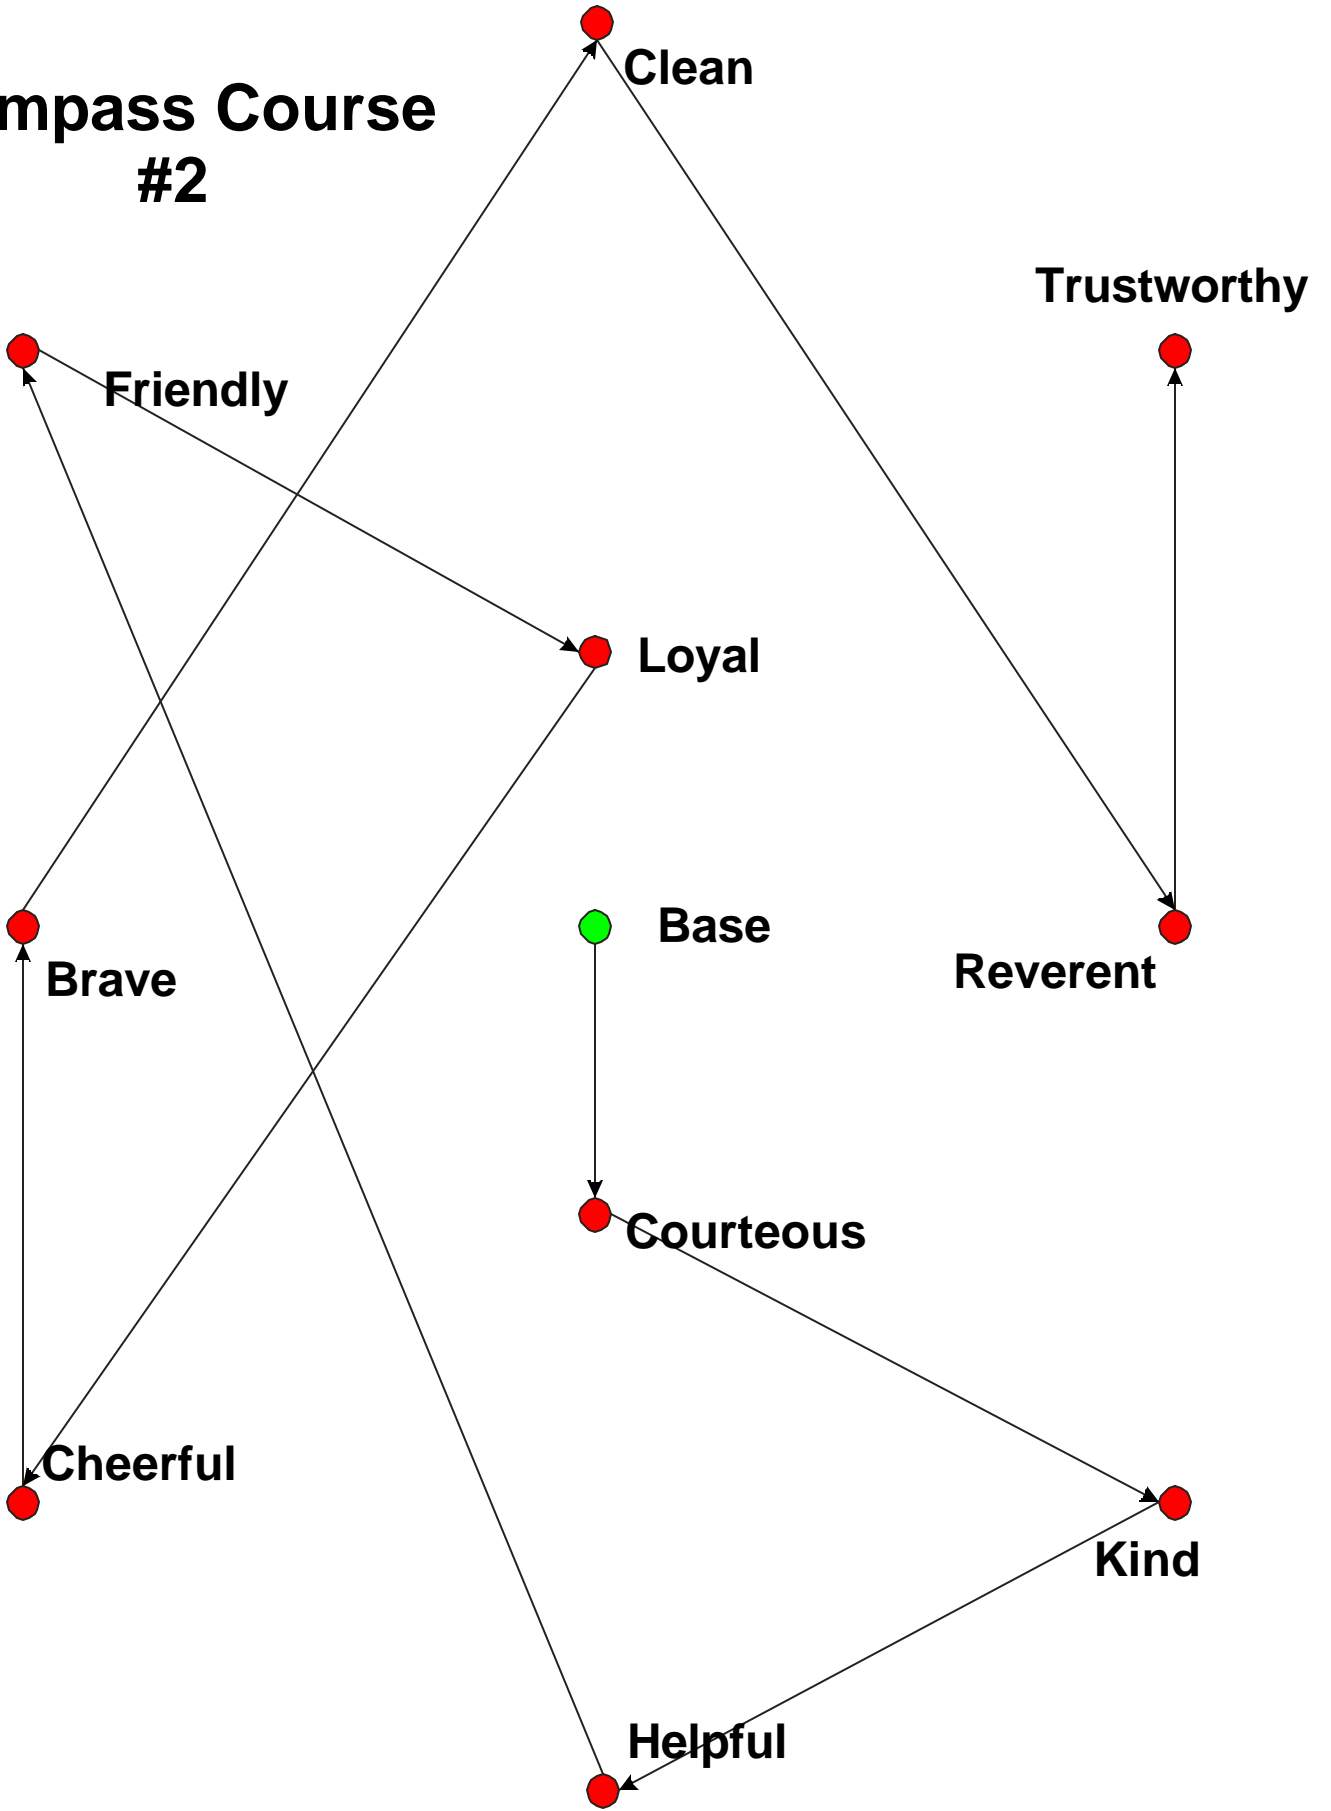 Clean
mpass Course
#2
Trustworthy
Friendly
Loyal
Base
Reverent
Brave
Courteous
Cheerful
Kind
Helpful